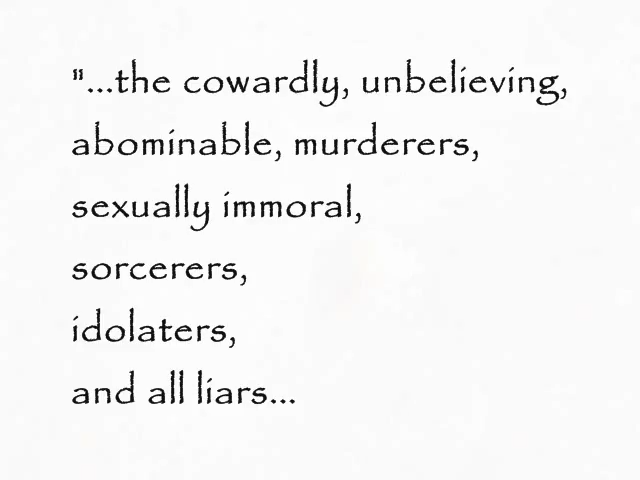 "...the cowardly, unbelieving,
abominable, murderers,
sexually immoral,
sorcerers,
idolaters,
and all liars...